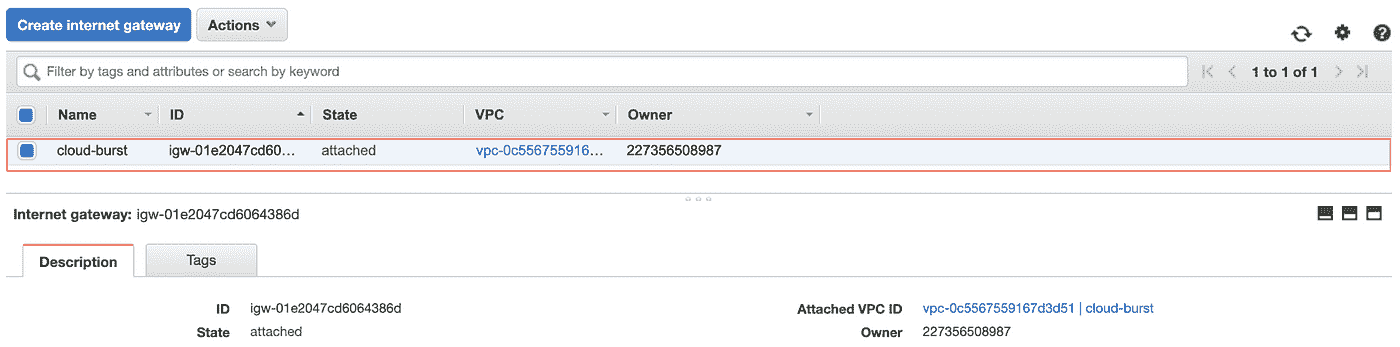 Create internet gateway Actions
Filter by tags and attributes or search by keyword 1 to 1 of 1
Name ID State VPC Owner
cloud-burst igw-01e2047cd60... attached vpc-0c556755916... 227356508987
Internet gateway: igw-01e2047cd6064386d
Description Tags
ID igw-01e2047cd6064386d Attached VPC ID vpc-0c5567559167d3d51 | cloud-burst
State attached Owner 227356508987